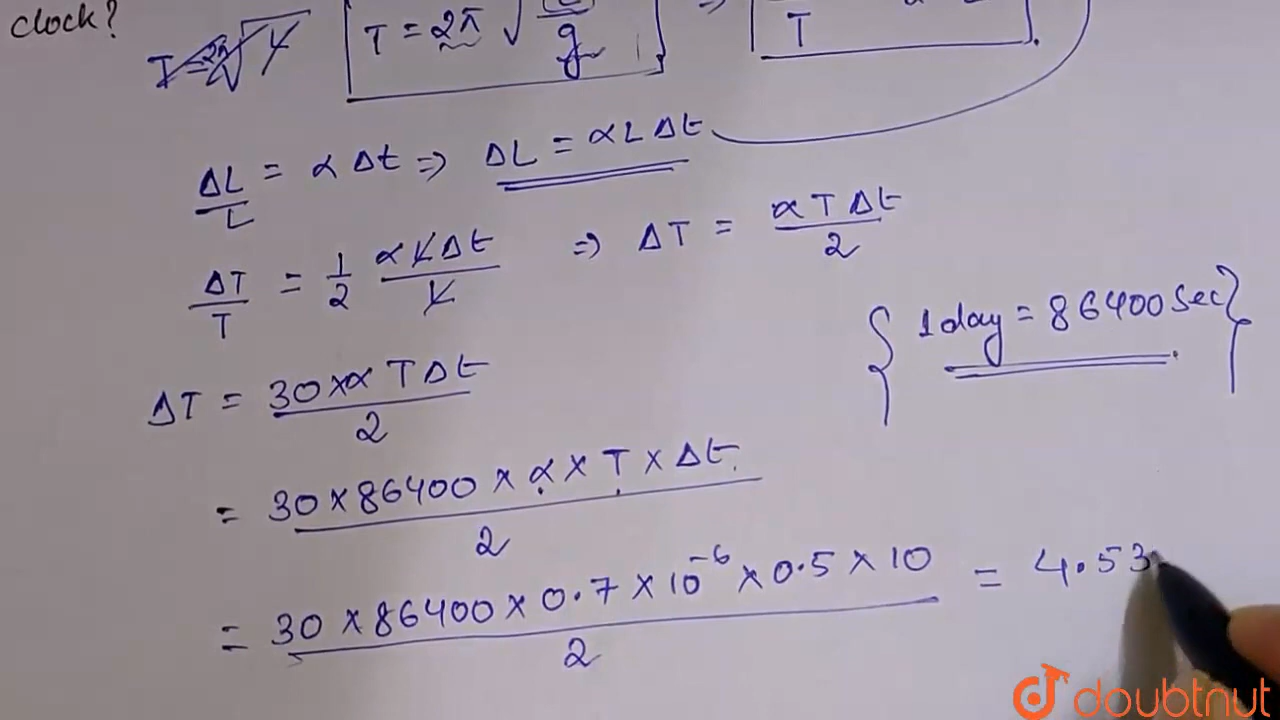 clock?
T = 2π √ g ⇒ T
ΔL/L = α Δt ⇒ ΔL = α L Δt
ΔT/T = 1/2 α L Δt / L ⇒ ΔT = α T Δt / 2
{ 1 day = 86400 Sec }
ΔT = 30 × α T Δt / 2
= 30 × 86400 × α × T × Δt / 2
= 30 × 86400 × 0.7 × 10⁻⁶ × 0.5 × 10 / 2 = 4.53
doubtnut